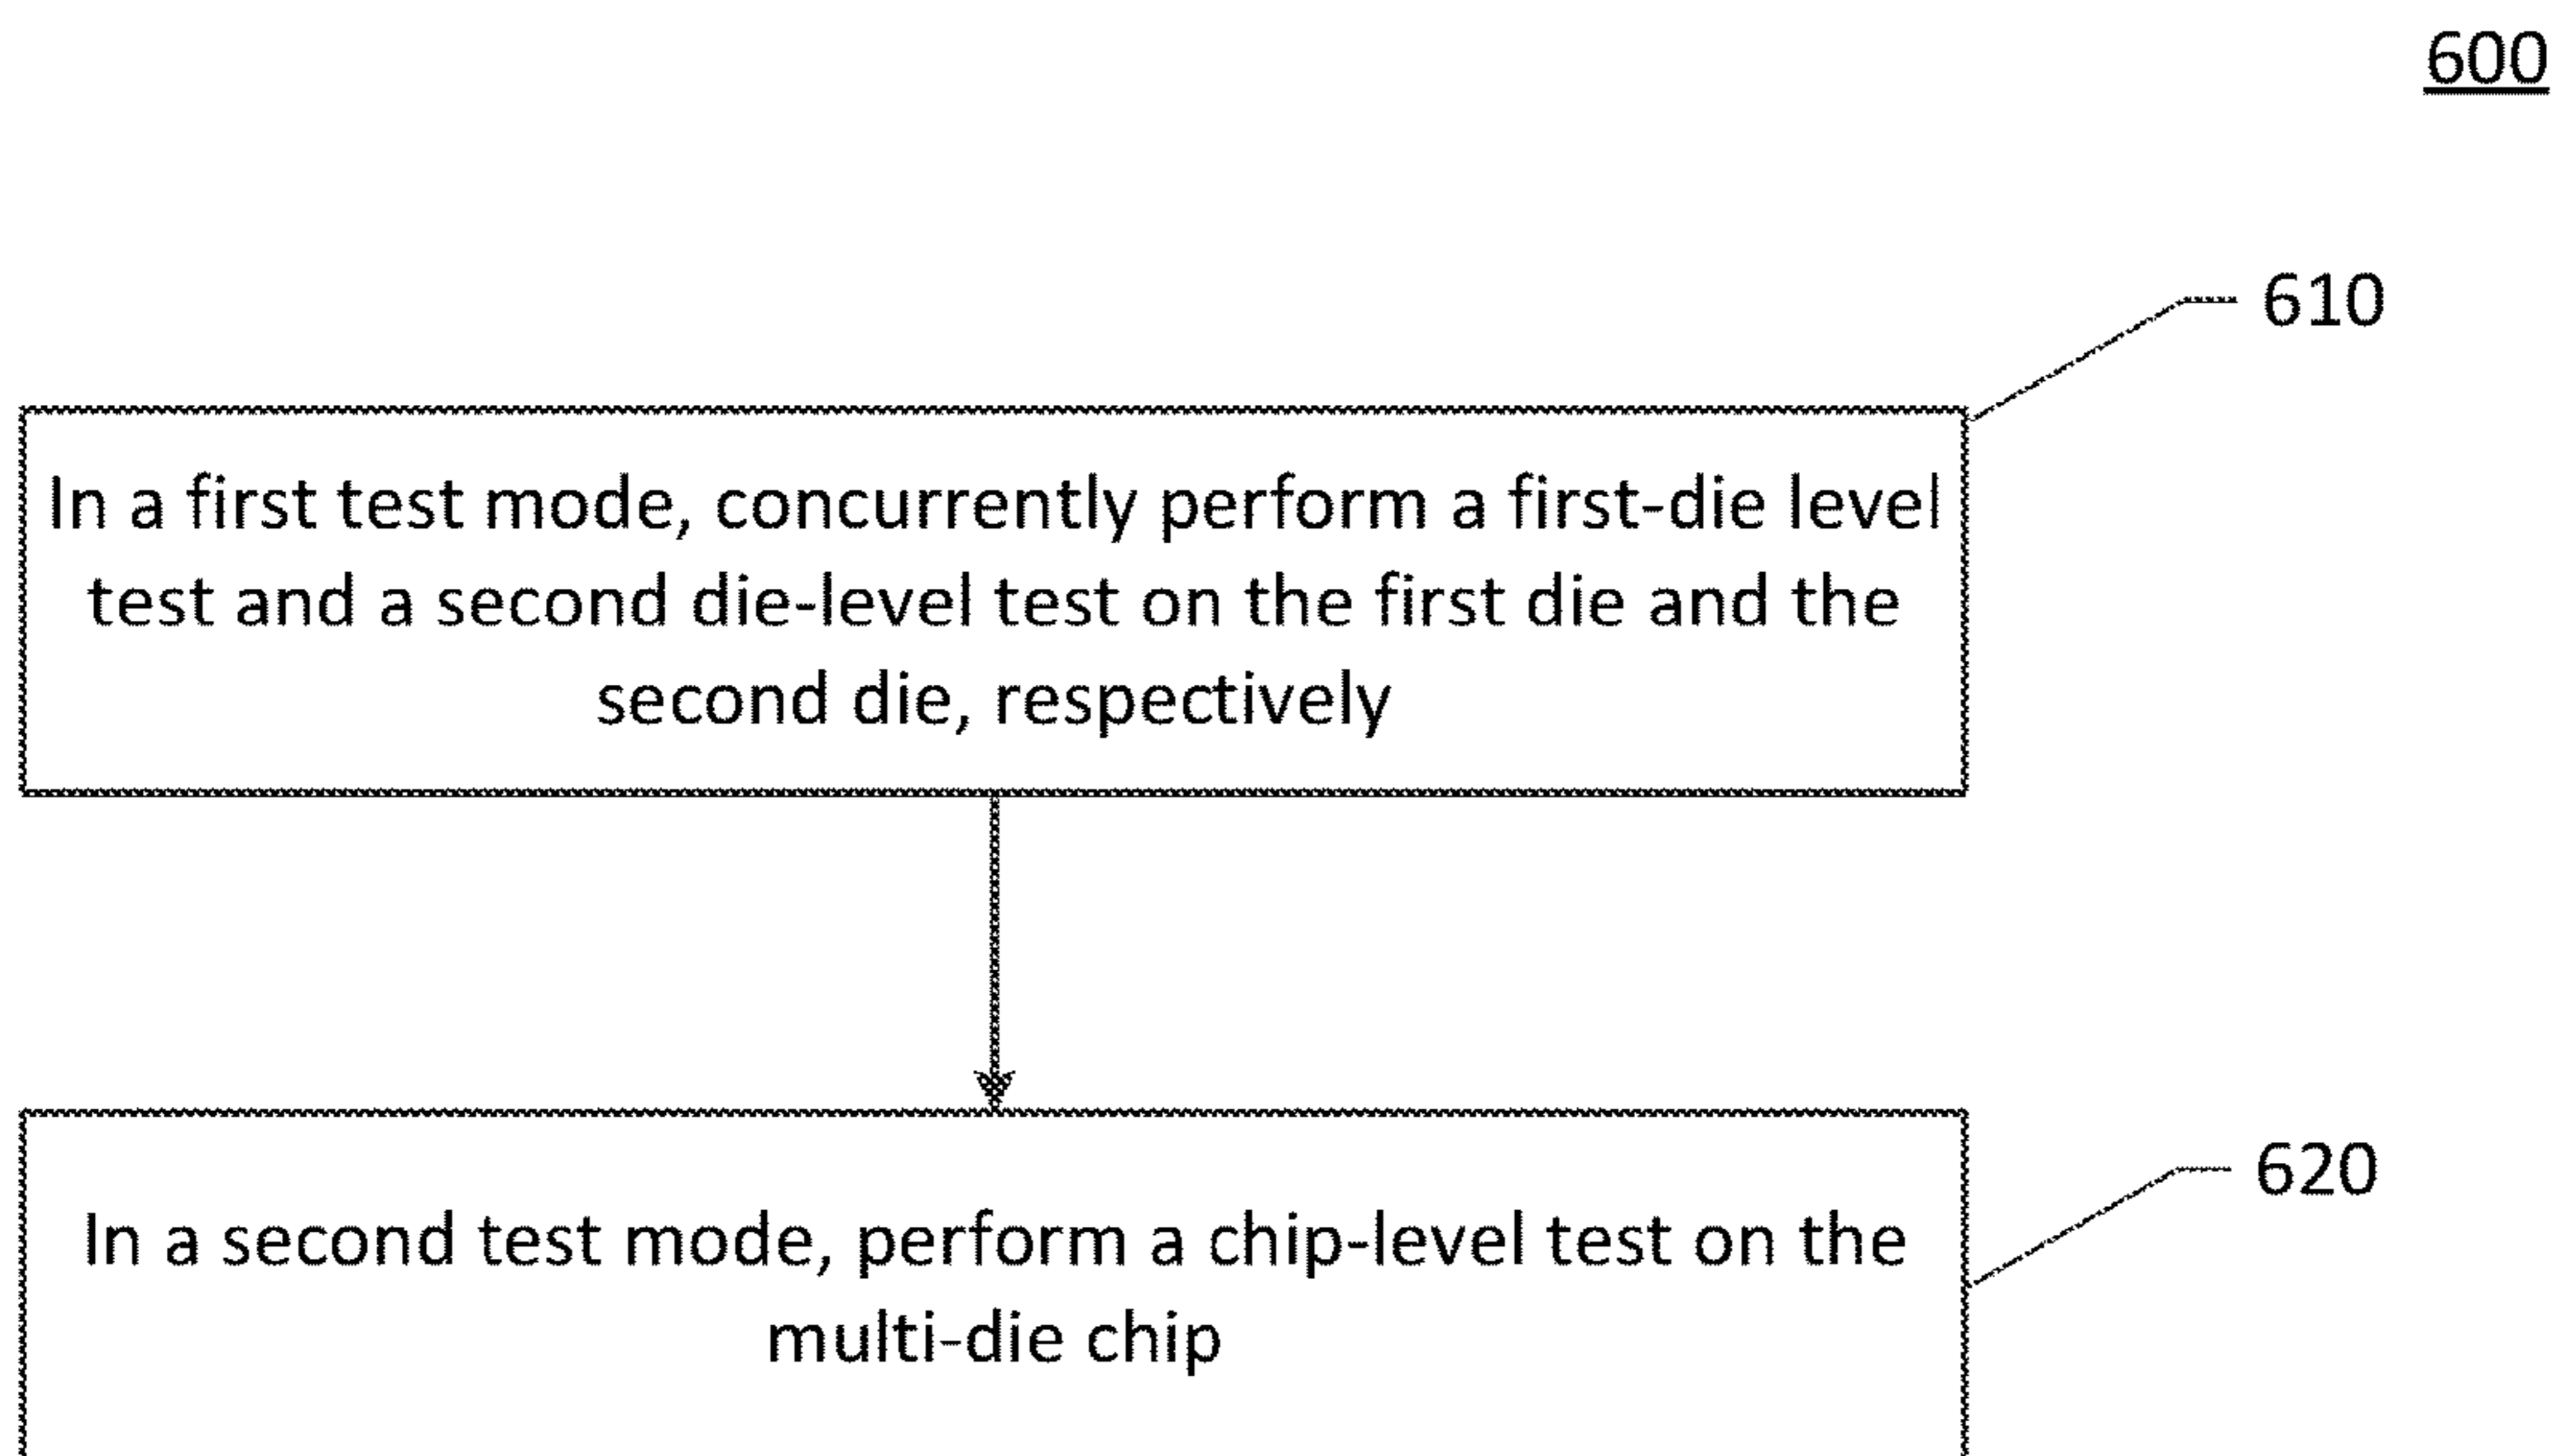 600
610
In a first test mode, concurrently perform a first-die level
test and a second die-level test on the first die and the
second die, respectively
620
In a second test mode, perform a chip-level test on the
multi-die chip